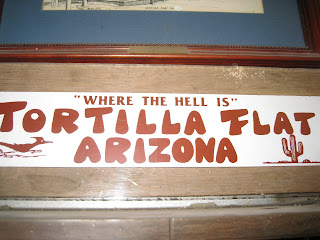 "WHERE THE HELL IS"
TORTILLA FLAT
ARIZONA